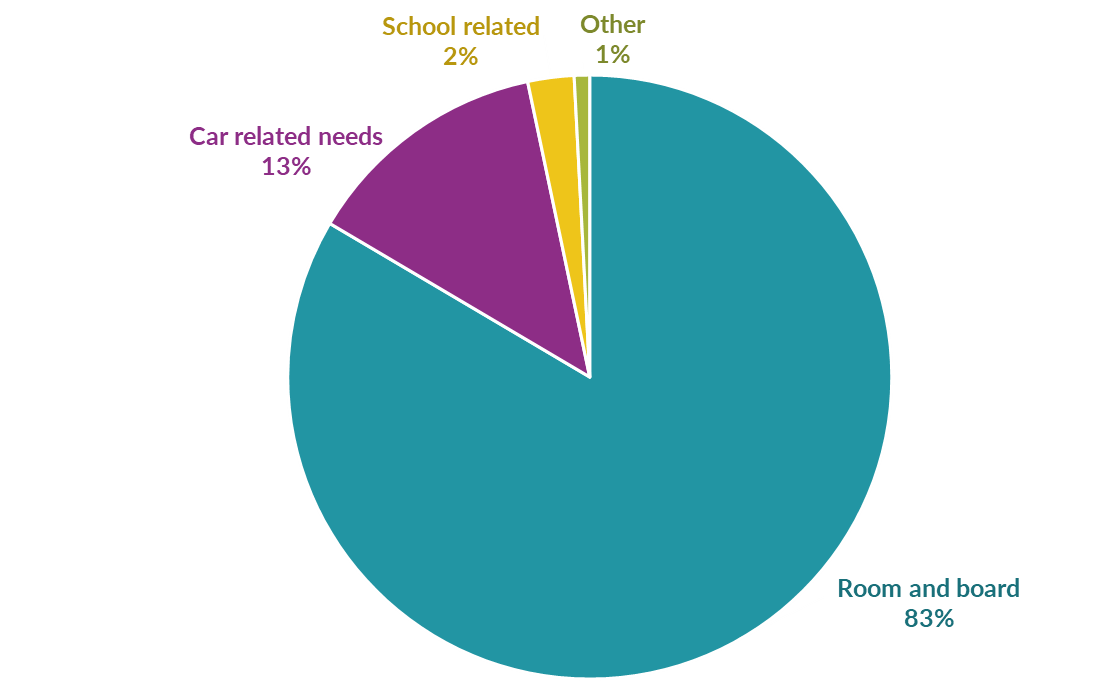 School related
2%
Other
1%
Car related needs
13%
Room and board
83%